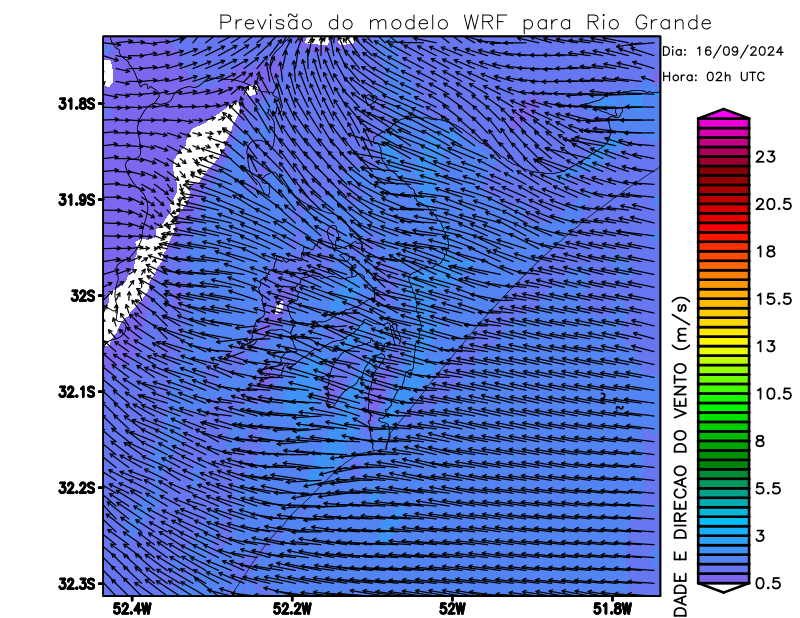 Previsão do modelo WRF para Rio Grande
Dia: 16/09/2024
Hora: 02h UTC
31.8S
31.9S
32S
32.1S
32.2S
32.3S
52.4W
52.2W
52W
51.8W
23
20.5
18
15.5
13
10.5
8
5.5
3
0.5
DADE E DIRECAO DO VENTO (m/s)